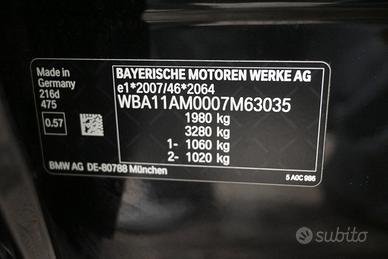 Made in
Germany
216d
475
0.57
BAYERISCHE MOTOREN WERKE AG
e1*2007/46*2064
WBA11AM0007M63035
1980 kg
3280 kg
1- 1060 kg
2- 1020 kg
BMW AG DE-80788 München
5 A0C 986
subito